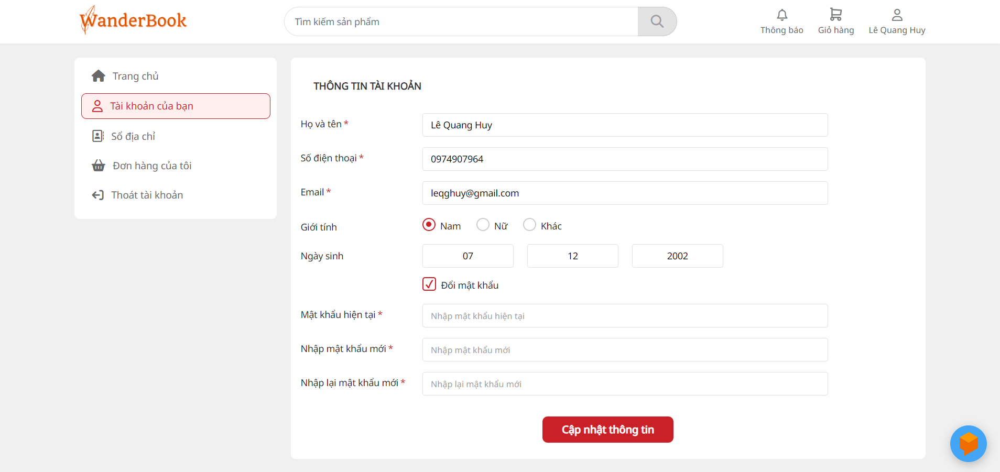 WanderBook
Tìm kiếm sản phẩm
Thông báo
Giỏ hàng
Lê Quang Huy
Trang chủ
Tài khoản của bạn
Sổ địa chỉ
Đơn hàng của tôi
Thoát tài khoản
THÔNG TIN TÀI KHOẢN
Họ và tên *
Lê Quang Huy
Số điện thoại *
0974907964
Email *
leqghuy@gmail.com
Giới tính
Nam
Nữ
Khác
Ngày sinh
07
12
2002
Đổi mật khẩu
Mật khẩu hiện tại *
Nhập mật khẩu hiện tại
Nhập mật khẩu mới *
Nhập mật khẩu mới
Nhập lại mật khẩu mới *
Nhập lại mật khẩu mới
Cập nhật thông tin